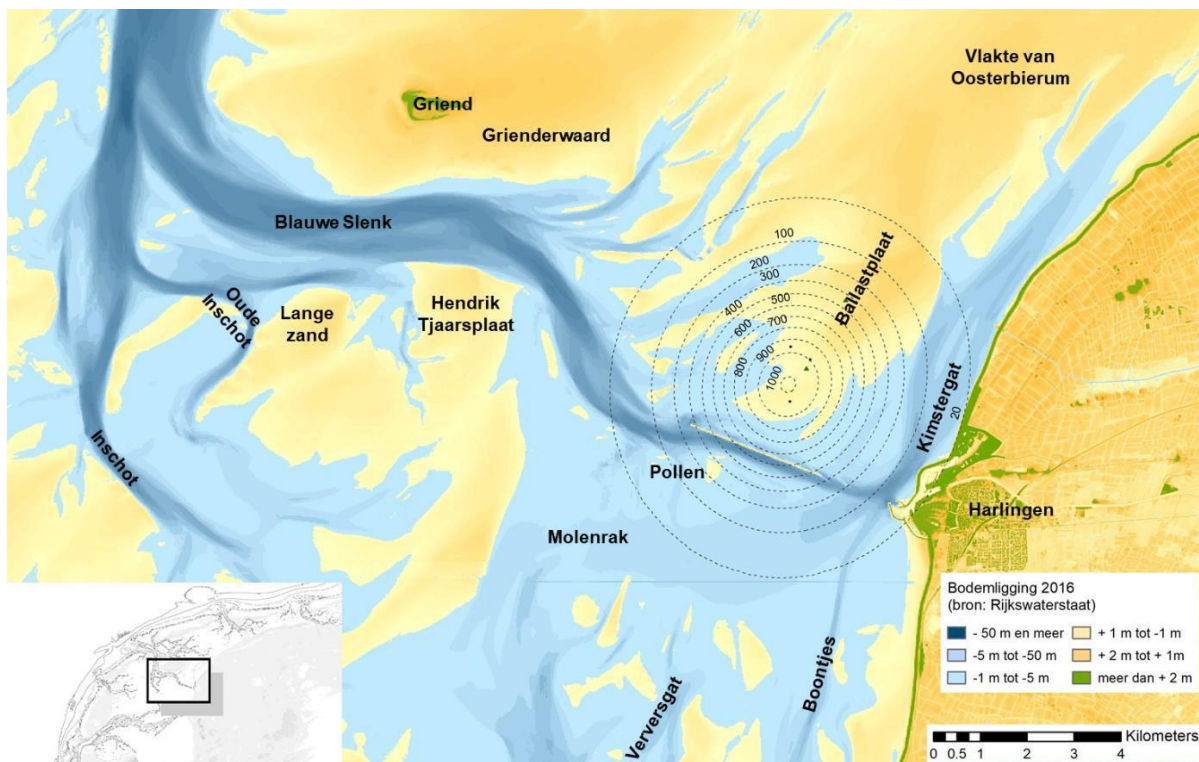 Vlakte van
Oosterbierum
Griend
Grienderwaard
Blauwe Slenk
100
200
300
400
500
600
700
800
900
1000
20
Ballastplaat
Oude
Inschot
Lange
zand
Hendrik
Tjaarsplaat
Kimstergat
Inschot
Pollen
Harlingen
Molenrak
Boontjes
Ververs­gat
Bodemligging 2016
(bron: Rijkswaterstaat)
- 50 m en meer
+ 1 m tot -1 m
-5 m tot -50 m
+ 2 m tot + 1m
-1 m tot -5 m
meer dan + 2 m
Kilometers
0 0.5 1 2 3 4